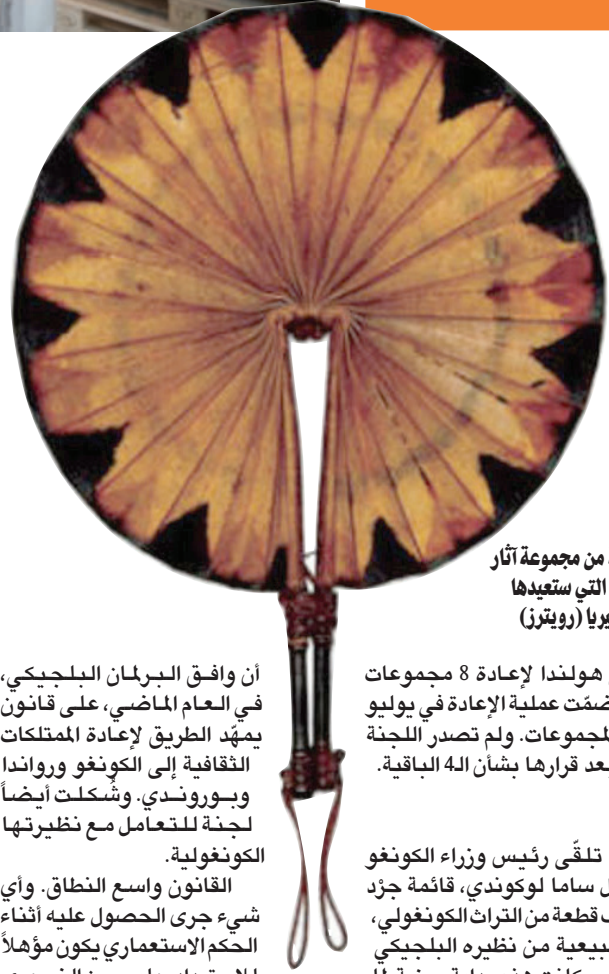 من مجموعة آثار
التي ستعيدها
(رويترز)
هولندا لإعادة 8 مجموعات
ضمّت عملية الإعادة في يوليو
لمجموعات. ولم تصدر اللجنة
بعد قرارها بشأن الـ4 الباقية.
تلقّى رئيس وزراء الكونغو
ساما لوكوندي، قائمة جرْد
قطعة من التراث الكونغولي،
من نظيره البلجيكي
أن وافق البرلمان البلجيكي،
في العام الماضي، على قانون
يمهّد الطريق لإعادة الممتلكات
الثقافية إلى الكونغو ورواندا
وبوروندي. وشُكلت أيضاً
لجنة للتعامل مع نظيرتها
الكونغولية.
القانون واسع النطاق. وأي
شيء جرى الحصول عليه أثناء
الحكم الاستعماري يكون مؤهلاً